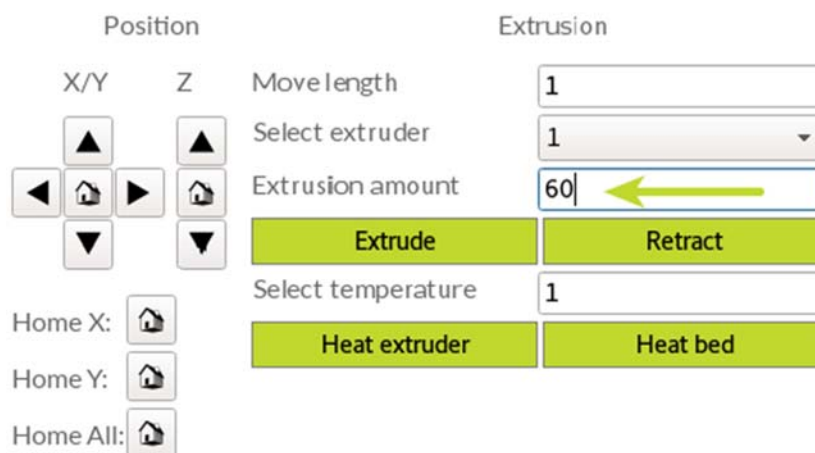 Position
Extrusion
X/Y Z
Move length 1
Select extruder 1
Extrusion amount 60
Extrude Retract
Select temperature 1
Heat extruder Heat bed
Home X:
Home Y:
Home All: